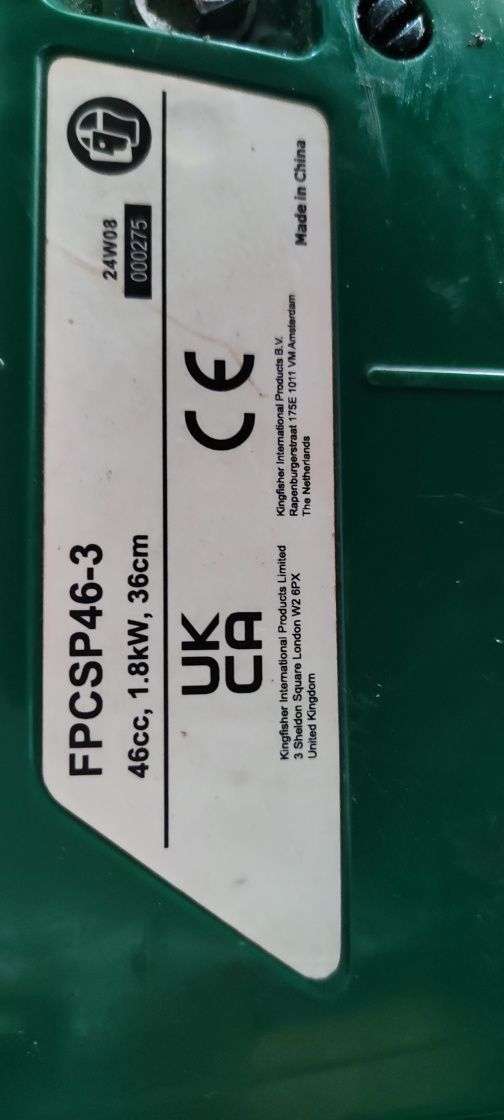 FPCSP46-3
46cc, 1.8kW, 36cm
24W08
000275
UK
CA
CE
Kingfisher International Products Limited
3 Sheldon Square London W2 6PX
United Kingdom
Kingfisher International Products B.V.
Rapenburgerstraat 175E 1011 VM Amsterdam
The Netherlands
Made in China